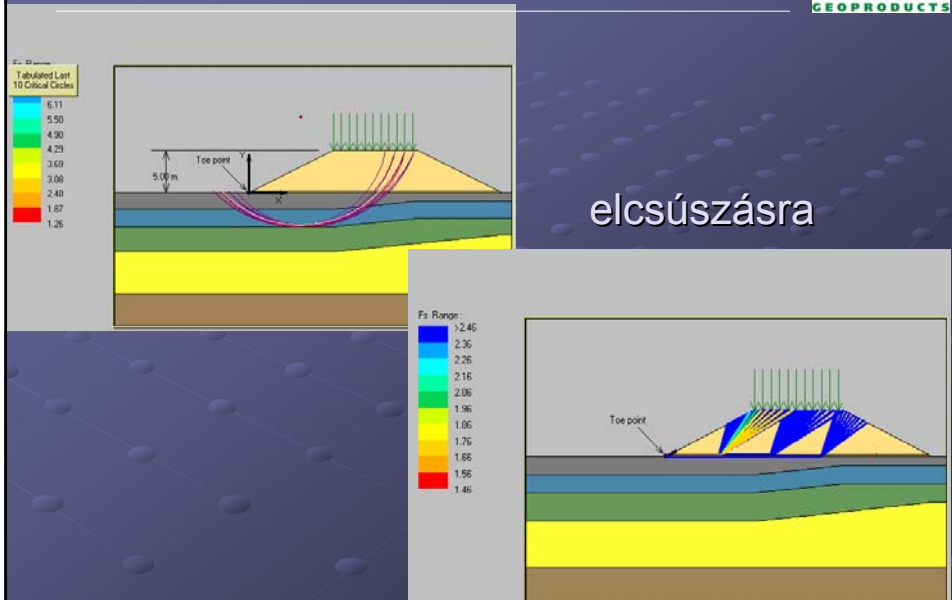 GEOPRODUCTS
Tabulated Last
10 Critical Circles
6.11
5.50
4.90
4.29
3.69
3.08
2.48
1.87
1.26
5.00 m.
Toe point
Y
X
elcsúszásra
Fs Range :
>2.46
2.36
2.26
2.16
2.06
1.96
1.86
1.76
1.66
1.56
1.46
Toe point